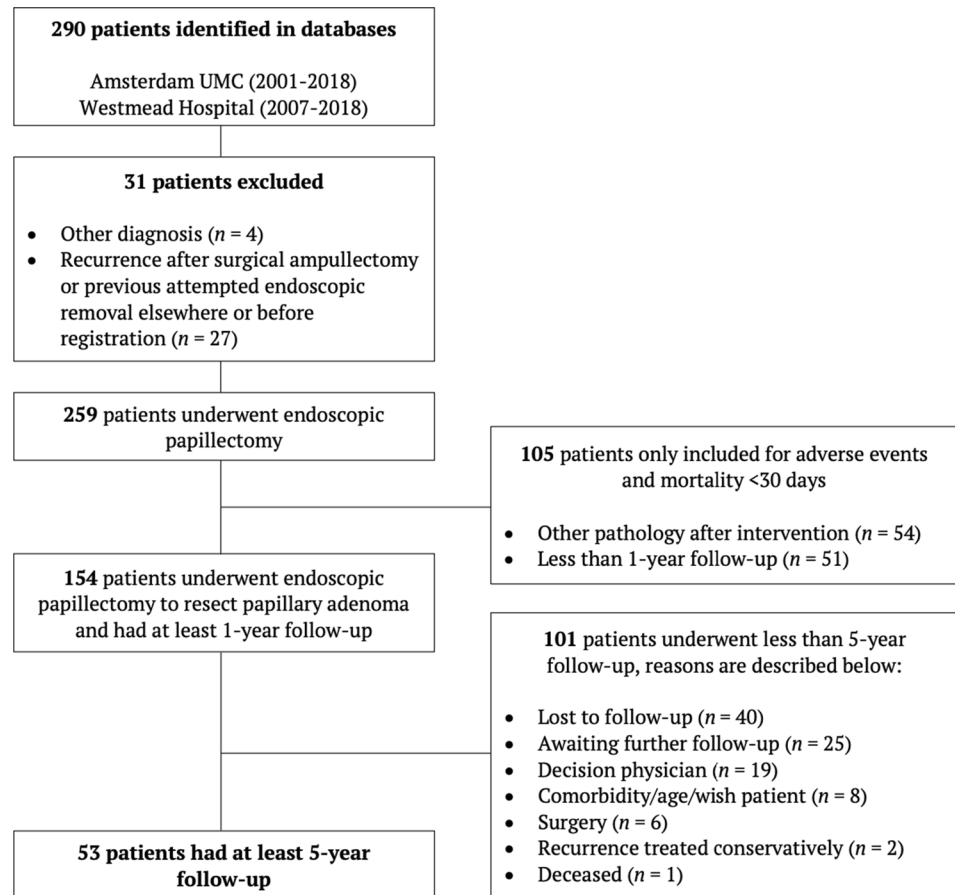 290 patients identified in databases
Amsterdam UMC (2001-2018)
Westmead Hospital (2007-2018)
31 patients excluded
• Other diagnosis (n = 4)
• Recurrence after surgical ampullectomy
or previous attempted endoscopic
removal elsewhere or before
registration (n = 27)
259 patients underwent endoscopic
papillectomy
105 patients only included for adverse events
and mortality <30 days
• Other pathology after intervention (n = 54)
• Less than 1-year follow-up (n = 51)
154 patients underwent endoscopic
papillectomy to resect papillary adenoma
and had at least 1-year follow-up
101 patients underwent less than 5-year
follow-up, reasons are described below:
• Lost to follow-up (n = 40)
• Awaiting further follow-up (n = 25)
• Decision physician (n = 19)
• Comorbidity/age/wish patient (n = 8)
• Surgery (n = 6)
• Recurrence treated conservatively (n = 2)
• Deceased (n = 1)
53 patients had at least 5-year
follow-up